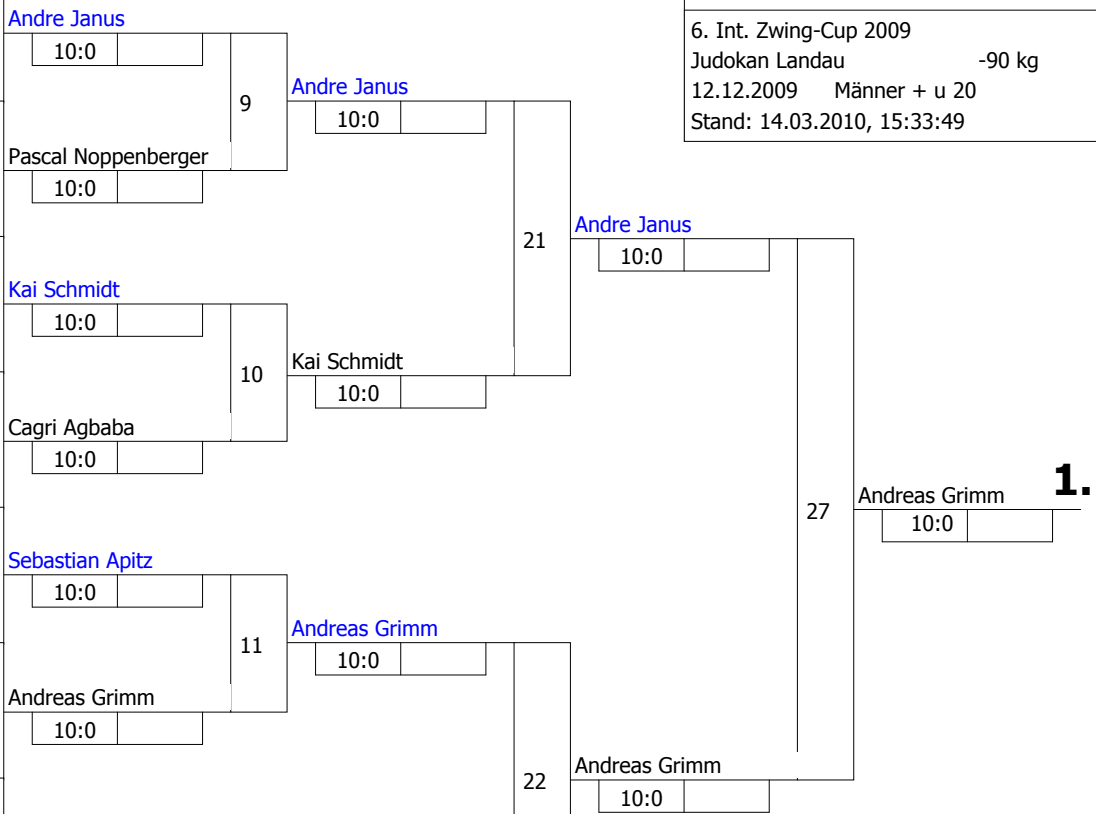 6. Int. Zwing-Cup 2009
Judokan Landau -90 kg
12.12.2009 Männer + u 20
Stand: 14.03.2010, 15:33:49
Andre Janus
10:0
9
Pascal Noppenberger
10:0
Kai Schmidt
10:0
10
Cagri Agbaba
10:0
Sebastian Apitz
10:0
11
Andreas Grimm
10:0
Andre Janus
10:0
21
Kai Schmidt
10:0
Andreas Grimm
10:0
22
Andre Janus
10:0
27
Andreas Grimm
10:0
Andreas Grimm 1.
10:0